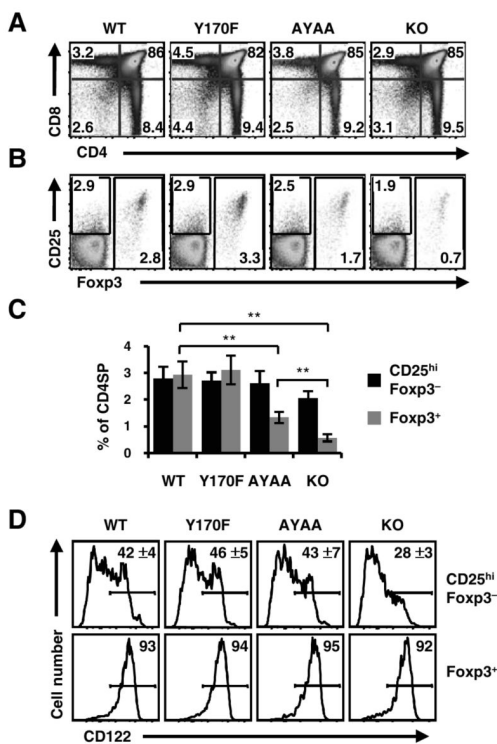 A
WT Y170F AYAA KO
3.2 86 4.5 82 3.8 85 2.9 85
CD8
2.6 8.4 4.4 9.4 2.5 9.2 3.1 9.5
CD4
B
2.9 2.9 2.5 1.9
CD25
2.8 3.3 1.7 0.7
Foxp3
C
**
** **
% of CD4SP
4
3
2
1
0
WT Y170F AYAA KO
CD25hi
Foxp3−
Foxp3+
D
WT Y170F AYAA KO
42 ±4 46 ±5 43 ±7 28 ±3
CD25hi
Foxp3−
93 94 95 92
Foxp3+
Cell number
CD122